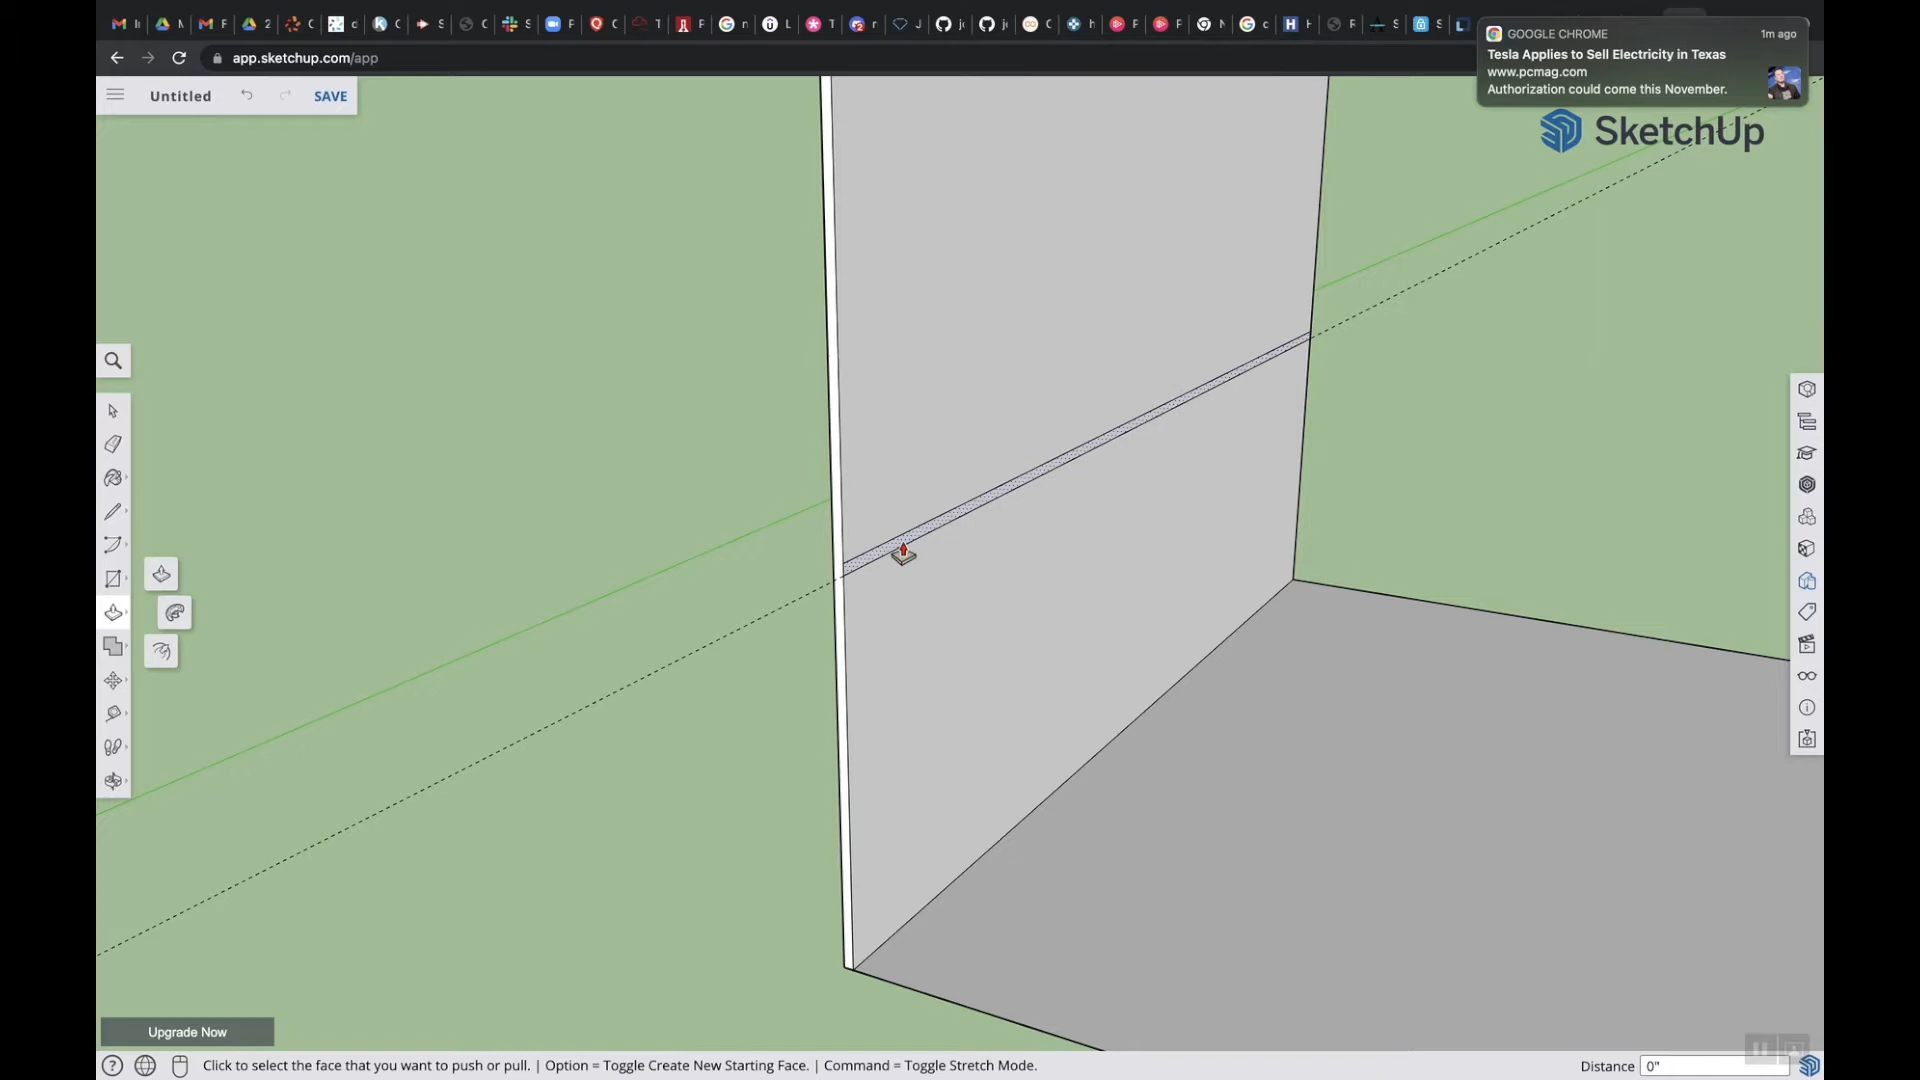 GOOGLE CHROME 1m ago
Tesla Applies to Sell Electricity in Texas
www.pcmag.com
Authorization could come this November.
app.sketchup.com/app
Untitled SAVE
SketchUp
Upgrade Now
Click to select the face that you want to push or pull. | Option = Toggle Create New Starting Face. | Command = Toggle Stretch Mode.
Distance 0"